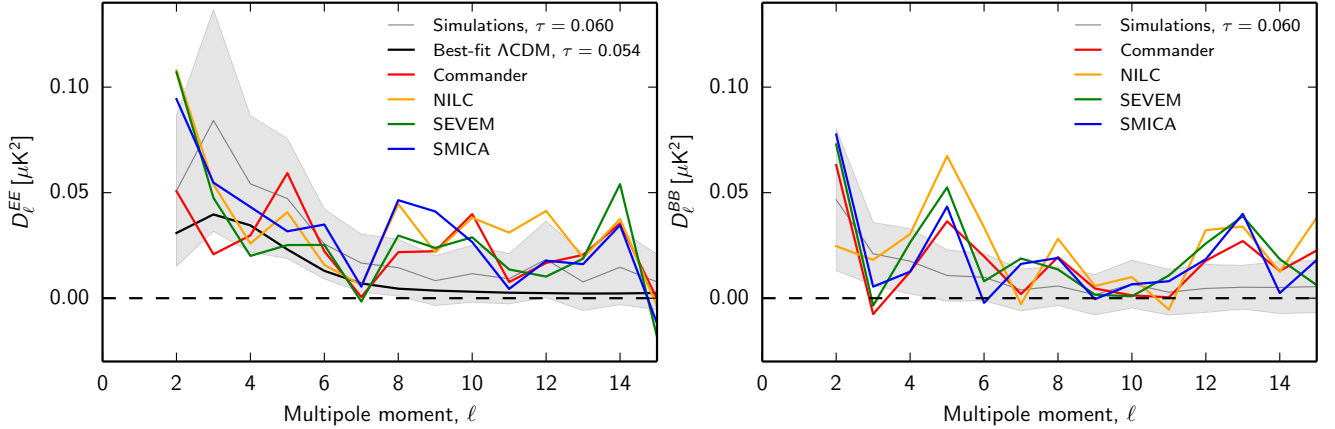 Simulations, τ = 0.060
Best-fit ΛCDM, τ = 0.054
Commander
NILC
SEVEM
SMICA
D_ℓ^{EE} [μK²]
0.10
0.05
0.00
0 2 4 6 8 10 12 14
Multipole moment, ℓ
Simulations, τ = 0.060
Commander
NILC
SEVEM
SMICA
D_ℓ^{BB} [μK²]
0.10
0.05
0.00
0 2 4 6 8 10 12 14
Multipole moment, ℓ